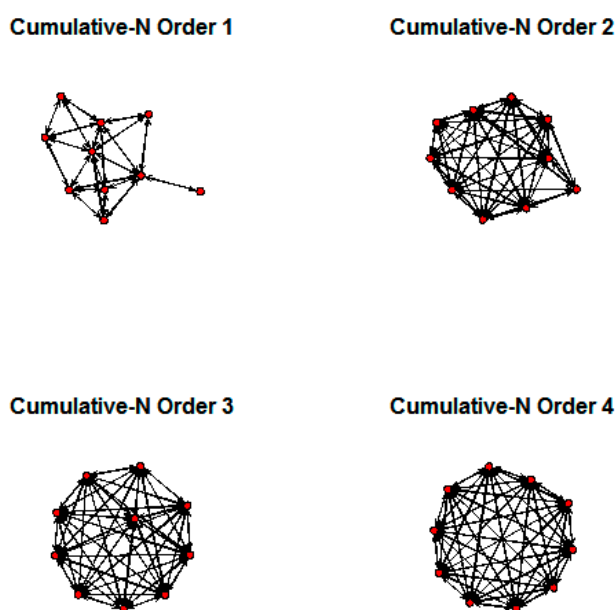 Cumulative-N Order 1
Cumulative-N Order 2
Cumulative-N Order 3
Cumulative-N Order 4